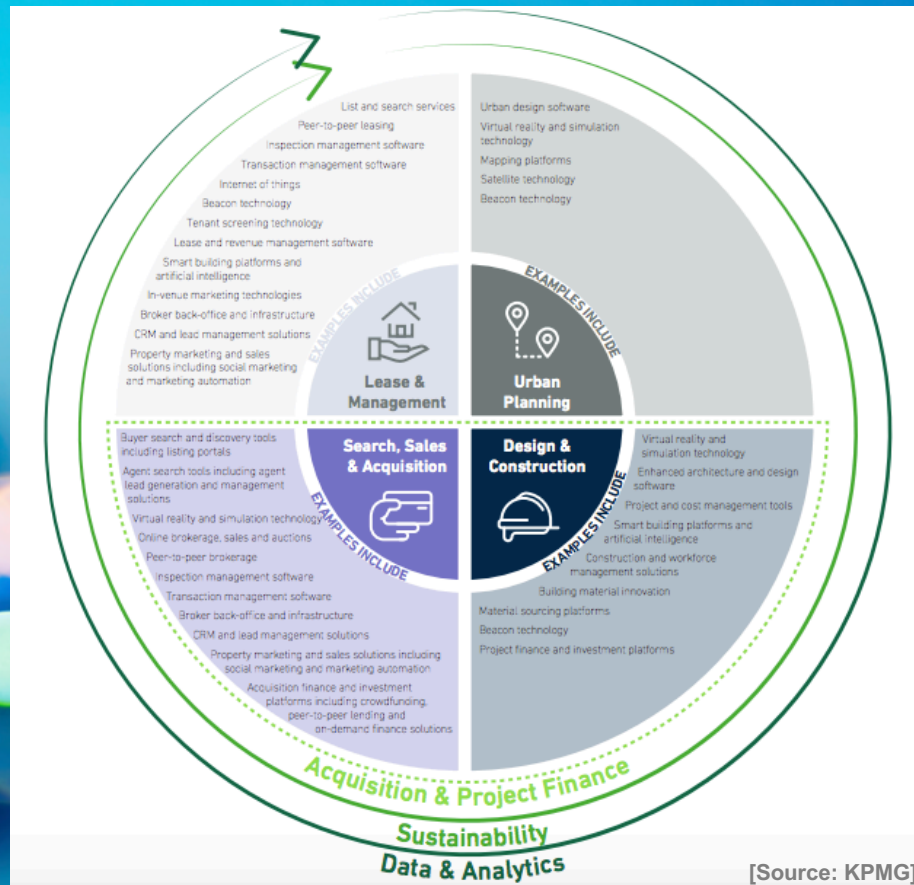 List and search services
Peer-to-peer leasing
Inspection management software
Transaction management software
Internet of things
Beacon technology
Tenant screening technology
Lease and revenue management software
Smart building platforms and
artificial intelligence
In-venue marketing technologies
Broker back-office and infrastructure
CRM and lead management solutions
Property marketing and sales
solutions including social marketing
and marketing automation
EXAMPLES INCLUDE
Lease &
Management
Urban design software
Virtual reality and simulation
technology
Mapping platforms
Satellite technology
Beacon technology
EXAMPLES INCLUDE
Urban
Planning
Buyer search and discovery tools
including listing portals
Agent search tools including agent
lead generation and management
solutions
Virtual reality and simulation technology
Online brokerage, sales and auctions
Peer-to-peer brokerage
Inspection management software
Transaction management software
Broker back-office and infrastructure
CRM and lead management solutions
Property marketing and sales solutions including
social marketing and marketing automation
Acquisition finance and investment
platforms including crowdfunding,
peer-to-peer lending and
on-demand finance solutions
Search, Sales
& Acquisition
EXAMPLES INCLUDE
Design &
Construction
EXAMPLES INCLUDE
Virtual reality and
simulation technology
Enhanced architecture and design
software
Project and cost management tools
Smart building platforms and
artificial intelligence
Construction and workforce
management solutions
Building material innovation
Material sourcing platforms
Beacon technology
Project finance and investment platforms
Acquisition & Project Finance
Sustainability
Data & Analytics
[Source: KPMG]